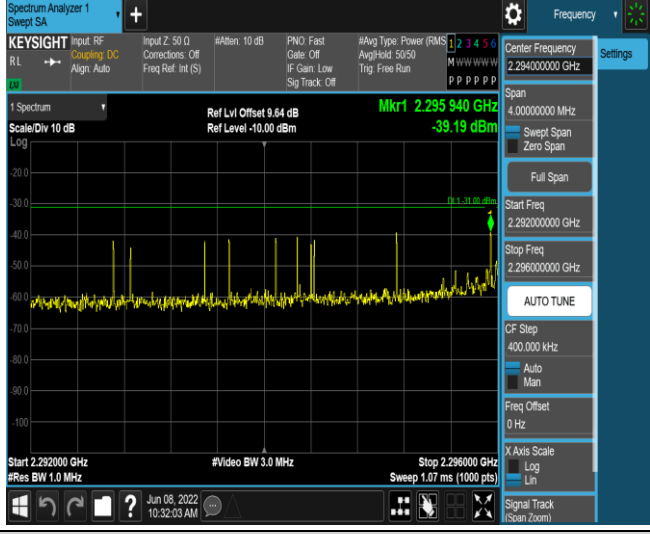 Spectrum Analyzer 1
Swept SA
+
Frequency
KEYSIGHT
Input: RF
Input Z: 50 Ω
#Atten: 10 dB
PNO: Fast
#Avg Type: Power (RMS
1 2 3 4 5 6
RL
Coupling: DC
Corrections: Off
Gate: Off
Avg|Hold: 50/50
M W W W W W
Align: Auto
Freq Ref: Int (S)
IF Gain: Low
Trig: Free Run
Sig Track: Off
P P P P P P
LXI
1 Spectrum
Scale/Div 10 dB
Log
Ref Lvl Offset 9.64 dB
Ref Level -10.00 dBm
Mkr1 2.295 940 GHz
-39.19 dBm
DL1 -31.00 dBm
-20.0
-30.0
-40.0
-50.0
-60.0
-70.0
-80.0
-90.0
-100
Start 2.292000 GHz
#Video BW 3.0 MHz
Stop 2.296000 GHz
#Res BW 1.0 MHz
Sweep 1.07 ms (1000 pts)
?
Jun 08, 2022
10:32:03 AM
Center Frequency
2.294000000 GHz
Settings
Span
4.00000000 MHz
Swept Span
Zero Span
Full Span
Start Freq
2.292000000 GHz
Stop Freq
2.296000000 GHz
AUTO TUNE
CF Step
400.000 kHz
Auto
Man
Freq Offset
0 Hz
X Axis Scale
Log
Lin
Signal Track
(Span Zoom)